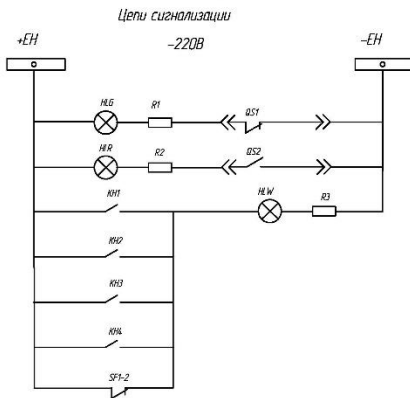 Цепи сигнализации
+ЕН
-220В
-ЕН
HLG
R1
QS1
HLR
R2
QS2
KH1
HLW
R3
KH2
KH3
KH4
SF1-2